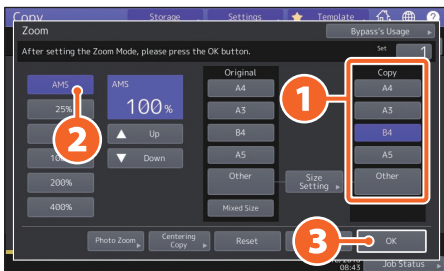 Copy Storage Settings Template
Zoom Bypass's Usage
After setting the Zoom Mode, please press the OK button. Set 1
Original Copy
AMS AMS A4 1 A4
25% 100 % A3 A3
2 Up B4 B4
Down A5 A5
200% Other Size Setting Other
400% Mixed Size
Photo Zoom Centering Copy Reset 3 OK
08:43 Job Status